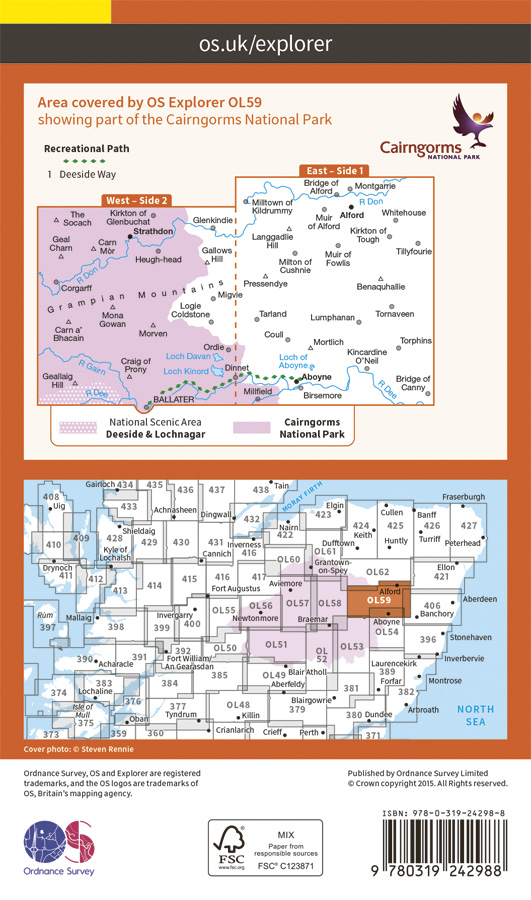 os.uk/explorer
Area covered by OS Explorer OL59
showing part of the Cairngorms National Park
Cairngorms
NATIONAL PARK
Recreational Path
1 Deeside Way
East – Side 1
West – Side 2
Bridge of
Alford
Montgarrie
Milltown of
Kildrummy
R Don
Alford
Muir
of Alford
Whitehouse
The
Socach
Kirkton of
Glenbuchat
Glenkindie
Strathdon
Langgadlie
Hill
Kirkton of
Tough
Geal
Charn
Carn
Mòr
Heugh-head
Gallows
Hill
Tillyfourie
Muir of
Fowlis
Milton of
Cushnie
R Don
Corgarff
Pressendye
Benaquhallie
Grampian Mountains
Migvie
Logie
Coldstone
Mona
Gowan
Tarland
Lumphanan
Tornaveen
Carn a'
Bhacain
Morven
Coull
Mortlich
Torphins
Ordie
Loch Davan
Loch of
Aboyne
Kincardine
O'Neil
R Gairn
Craig of
Prony
Loch Kinord
Dinnet
Aboyne
Geallaig
Hill
R Dee
R Dee
Bridge of
Canny
BALLATER
Millfield
Birsemore
National Scenic Area
Deeside & Lochnagar
Cairngorms
National Park
Gairloch
434
435
436
437
438
Tain
MORAY FIRTH
Fraserburgh
408
Uig
433
Achnasheen
Dingwall
432
Nairn
Elgin
423
Cullen
Banff
424
425
426
427
Keith
Turriff
Peterhead
410
409
428
Shieldaig
429
430
431
Inverness
422
Dufftown
Huntly
Kyle of
Lochalsh
Cannich
416
OL60
OL61
Grantown-
on-Spey
OL62
Ellon
421
Drynoch
411
412
413
414
415
416
417
Fort Augustus
Aviemore
Alford
OL59
Aberdeen
Rùm
397
Mallaig
398
399
Invergarry
400
OL55
OL56
Newtonmore
OL57
OL58
Braemar
406
Banchory
Aboyne
OL54
396
Stonehaven
390
Acharacle
391
392
Fort William/
An Gearasdan
OL50
OL51
OL
52
OL53
Laurencekirk
389
Inverbervie
374
383
Lochaline
384
385
OL49
Blair Atholl
Aberfeldy
Forfar
Montrose
Isle of
Mull
375
376
Oban
377
Tyndrum
OL48
Killin
Blairgowrie
379
381
382
Arbroath
NORTH
SEA
373
359
360
Crianlarich
Crieff
Perth
380
Dundee
371
Cover photo: © Steven Rennie
Ordnance Survey, OS and Explorer are registered
trademarks, and the OS logos are trademarks of
OS, Britain's mapping agency.
Published by Ordnance Survey Limited
© Crown copyright 2015. All Rights reserved.
OS
Ordnance Survey
FSC
www.fsc.org
MIX
Paper from
responsible sources
FSC® C123871
ISBN: 978-0-319-24298-8
9 780319 242988